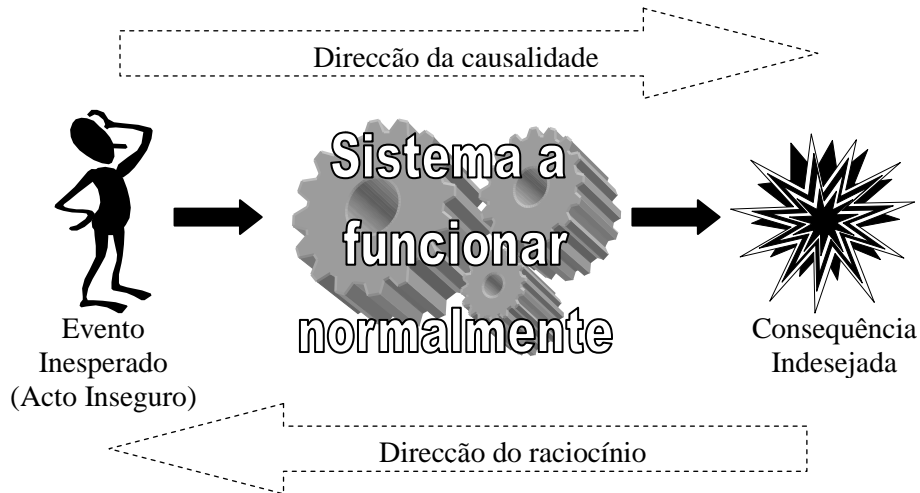 Direcção da causalidade
Sistema a
funcionar
normalmente
Evento
Inesperado
(Acto Inseguro)
Consequência
Indesejada
Direcção do raciocínio